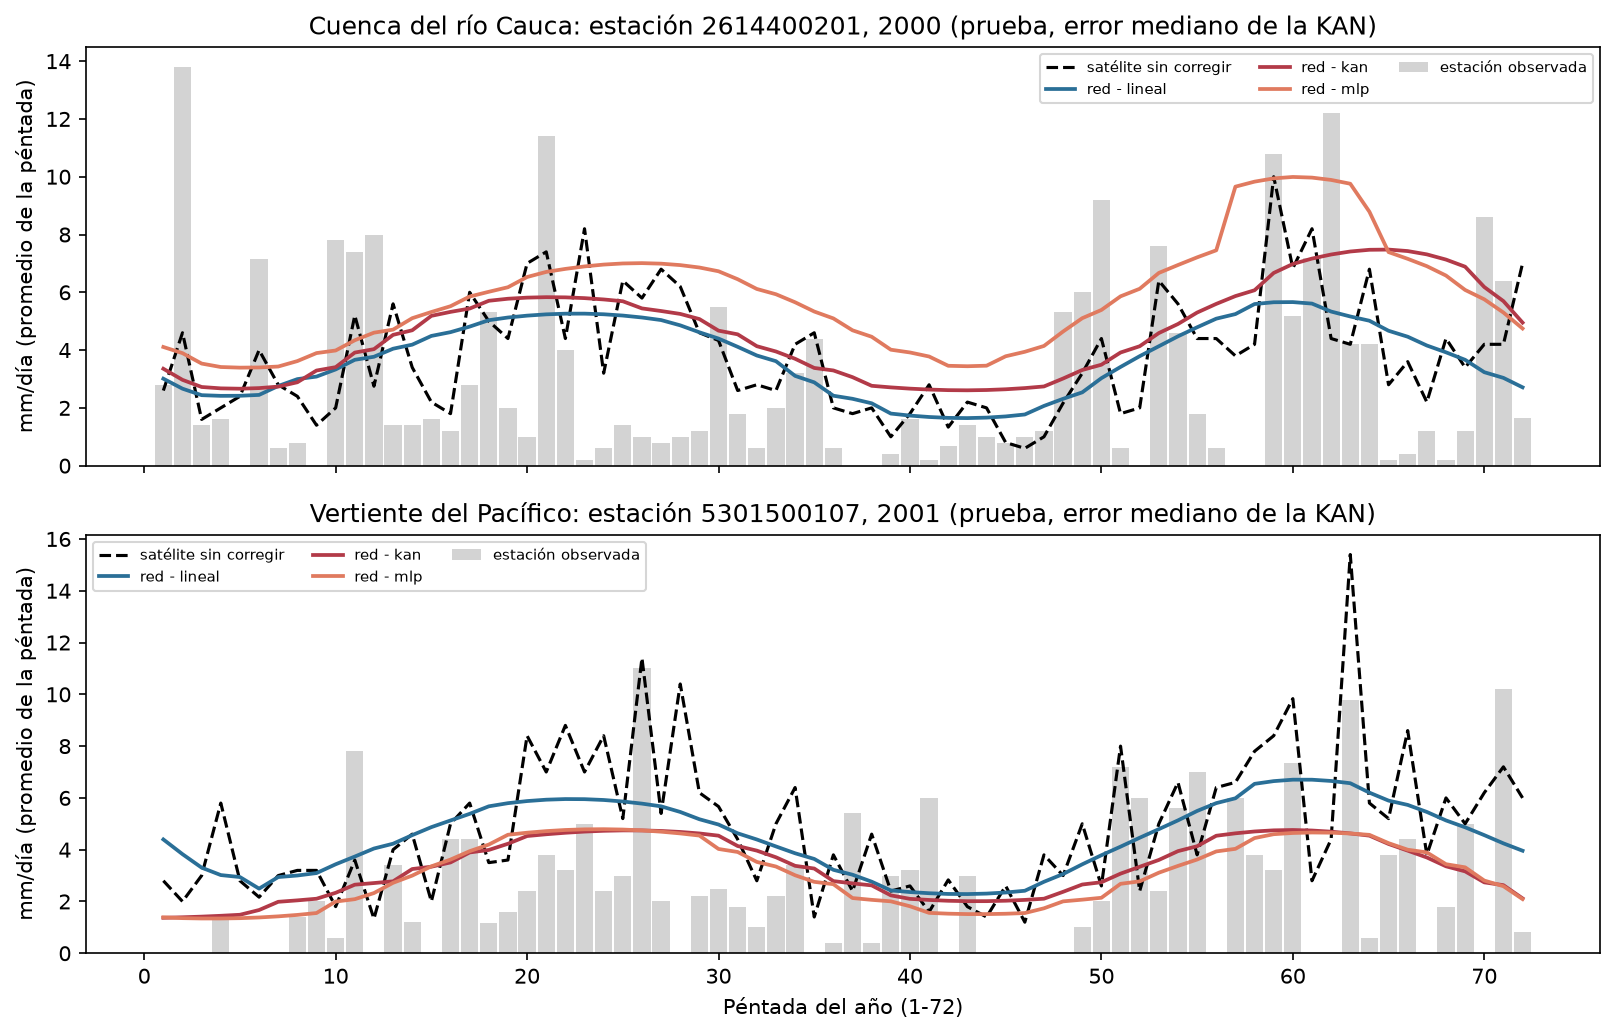 Cuenca del río Cauca: estación 2614400201, 2000 (prueba, error mediano de la KAN)
mm/día (promedio de la péntada)
14
12
10
8
6
4
2
0
satélite sin corregir
red - lineal
red - kan
red - mlp
estación observada
Vertiente del Pacífico: estación 5301500107, 2001 (prueba, error mediano de la KAN)
mm/día (promedio de la péntada)
16
14
12
10
8
6
4
2
0
satélite sin corregir
red - lineal
red - kan
red - mlp
estación observada
0 10 20 30 40 50 60 70
Péntada del año (1-72)